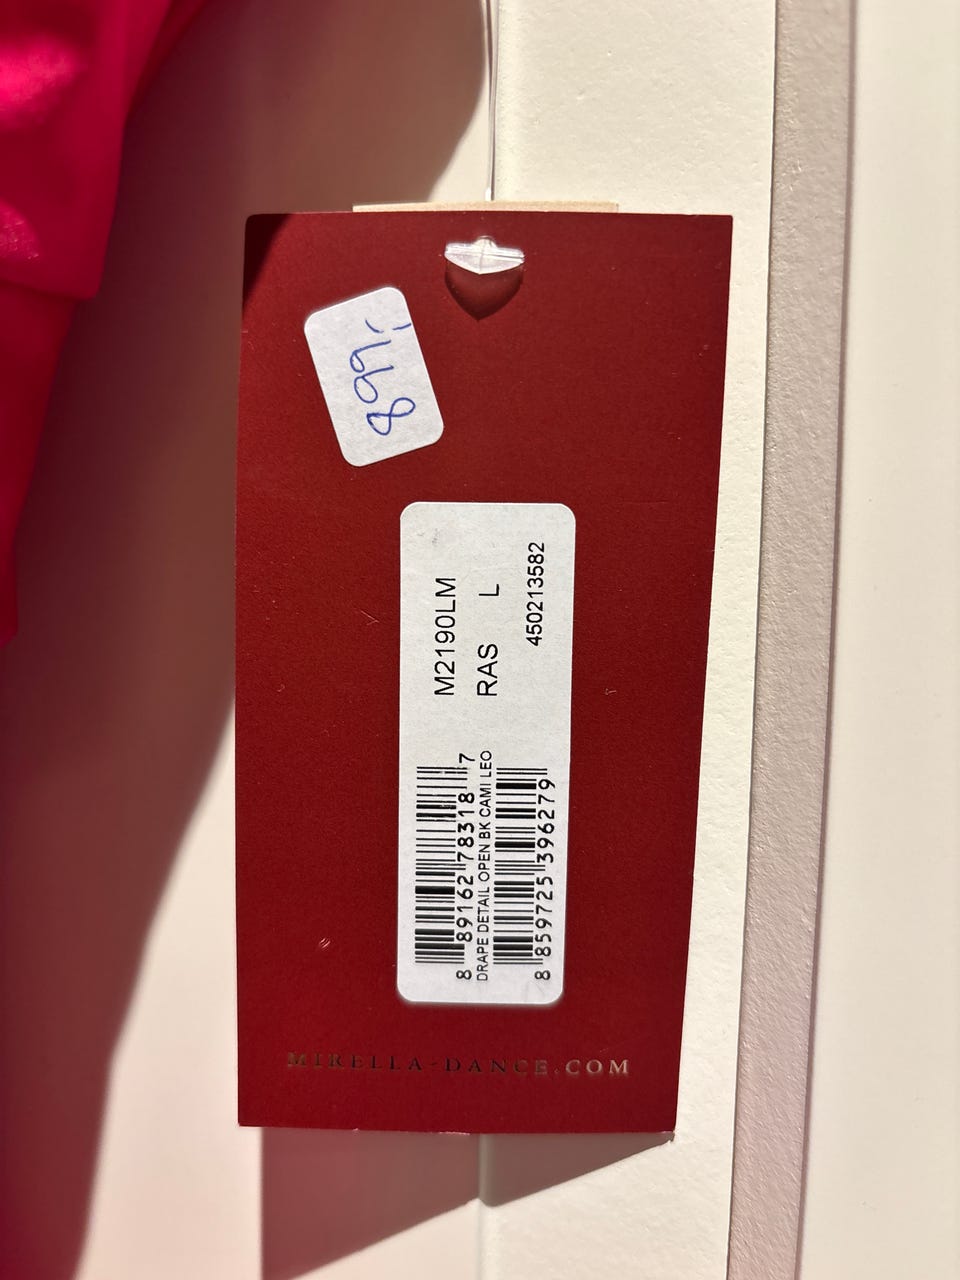 899,-
M2190LM
RAS L
450213582
8 89162 78318 7
DRAPE DETAIL OPEN BK CAMI LEO
8 859725 396279
MIRELLA-DANCE.COM